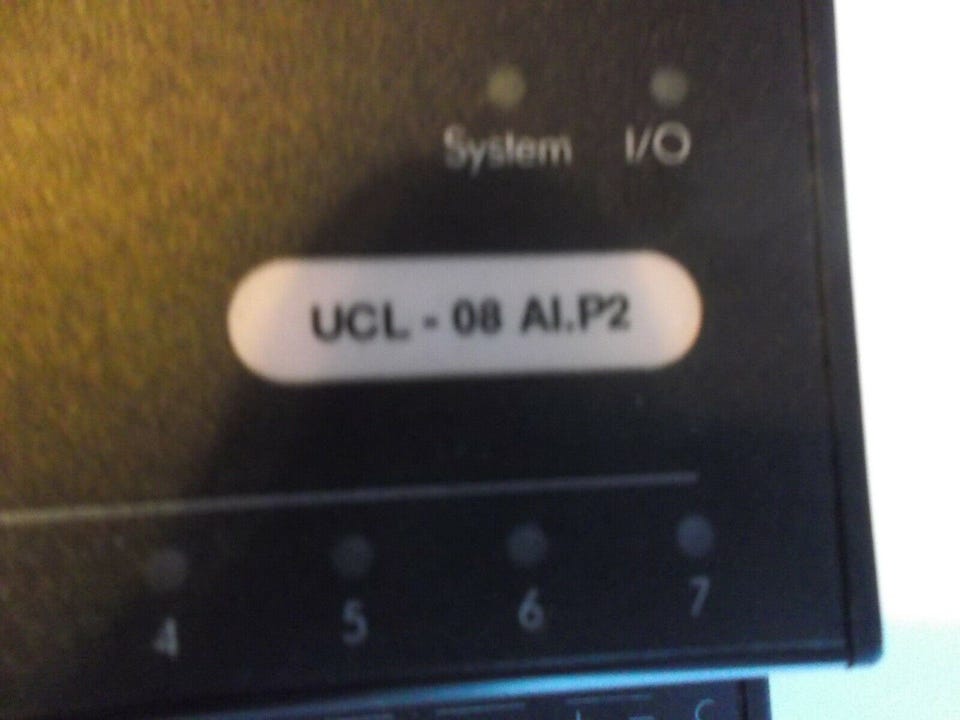 System I/O
UCL - 08 AI.P2
4 5 6 7